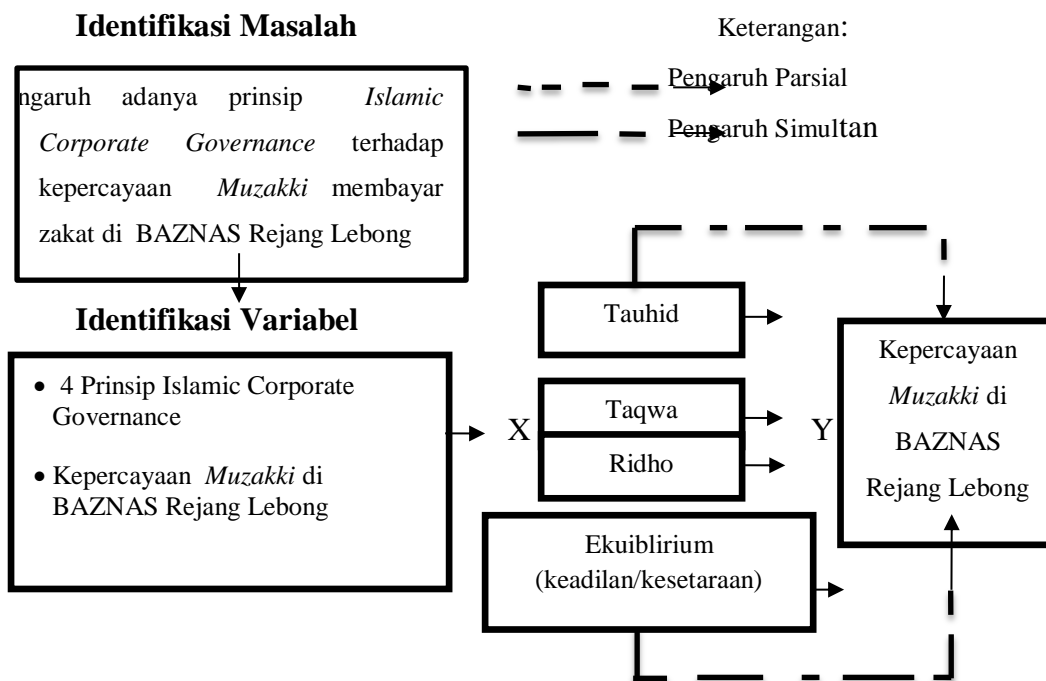 Identifikasi Masalah
ngaruh adanya prinsip Islamic
Corporate Governance terhadap
kepercayaan Muzakki membayar
zakat di BAZNAS Rejang Lebong
Keterangan:
Pengaruh Parsial
Pengaruh Simultan
Identifikasi Variabel
• 4 Prinsip Islamic Corporate
Governance
• Kepercayaan Muzakki di
BAZNAS Rejang Lebong
X
Tauhid
Taqwa
Ridho
Ekuiblirium
(keadilan/kesetaraan)
Y
Kepercayaan
Muzakki di
BAZNAS
Rejang Lebong